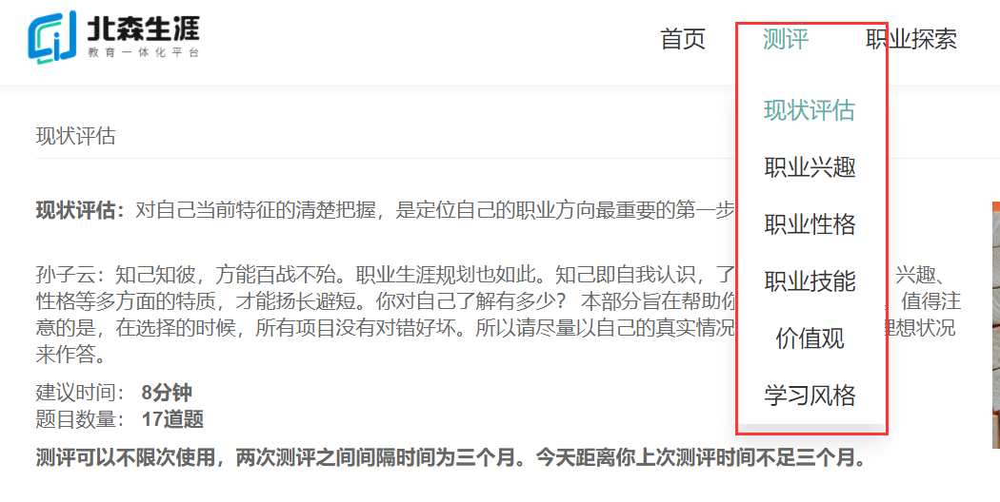 北森生涯
教育一体化平台
首页
测评
职业探索
现状评估
职业兴趣
职业性格
职业技能
价值观
学习风格
现状评估
现状评估：对自己当前特征的清楚把握，是定位自己的职业方向最重要的第一步
孙子云：知己知彼，方能百战不殆。职业生涯规划也如此。知己即自我认识，了 兴趣、
性格等多方面的特质，才能扬长避短。你对自己了解有多少？ 本部分旨在帮助你 ，值得注
意的是，在选择的时候，所有项目没有对错好坏。所以请尽量以自己的真实情况 理想状况
来作答。
建议时间： 8分钟
题目数量： 17道题
测评可以不限次使用，两次测评之间间隔时间为三个月。今天距离你上次测评时间不足三个月。